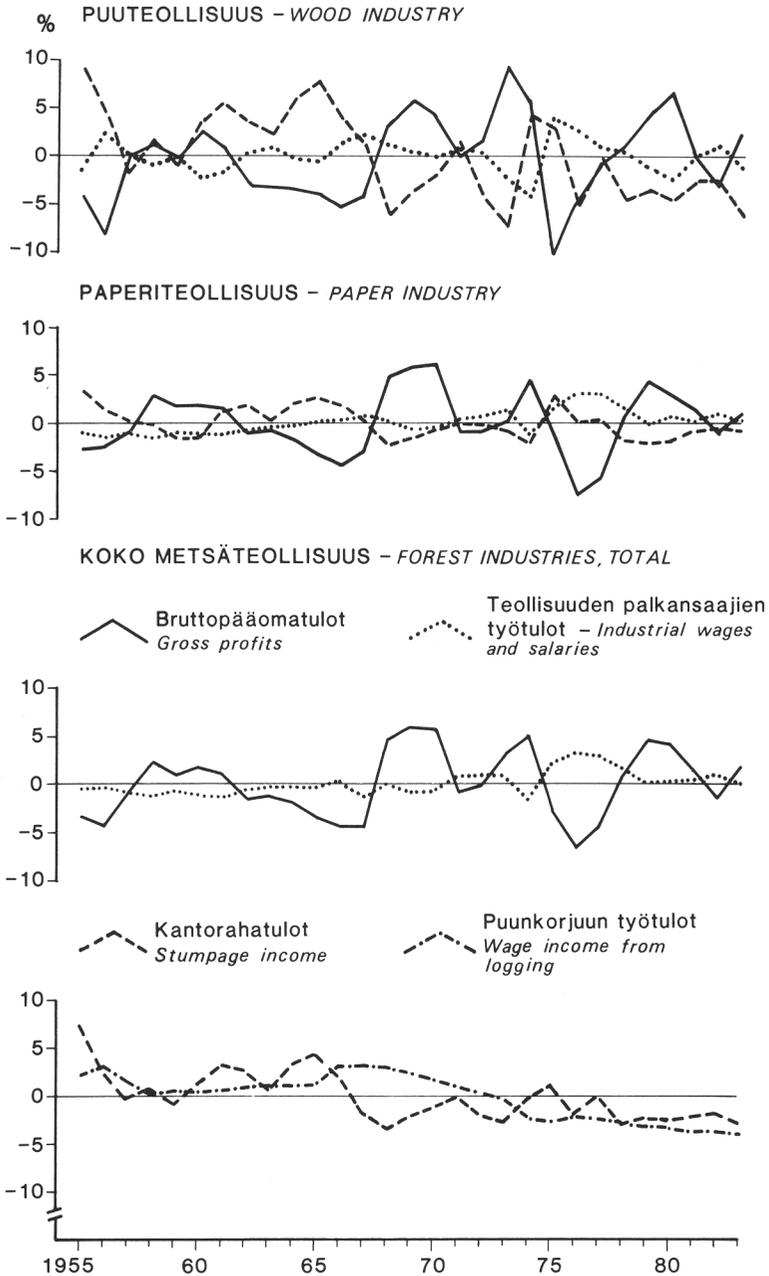 PUUTEOLLISUUS – WOOD INDUSTRY
%
10
5
0
−5
−10
PAPERITEOLLISUUS – PAPER INDUSTRY
10
5
0
−5
−10
KOKO METSÄTEOLLISUUS – FOREST INDUSTRIES, TOTAL
Bruttopääomatulot
Gross profits
Teollisuuden palkansaajien
työtulot – Industrial wages
and salaries
10
5
0
−5
−10
Kantorahatulot
Stumpage income
Puunkorjuun työtulot
Wage income from
logging
10
5
0
−5
−10
1955 60 65 70 75 80